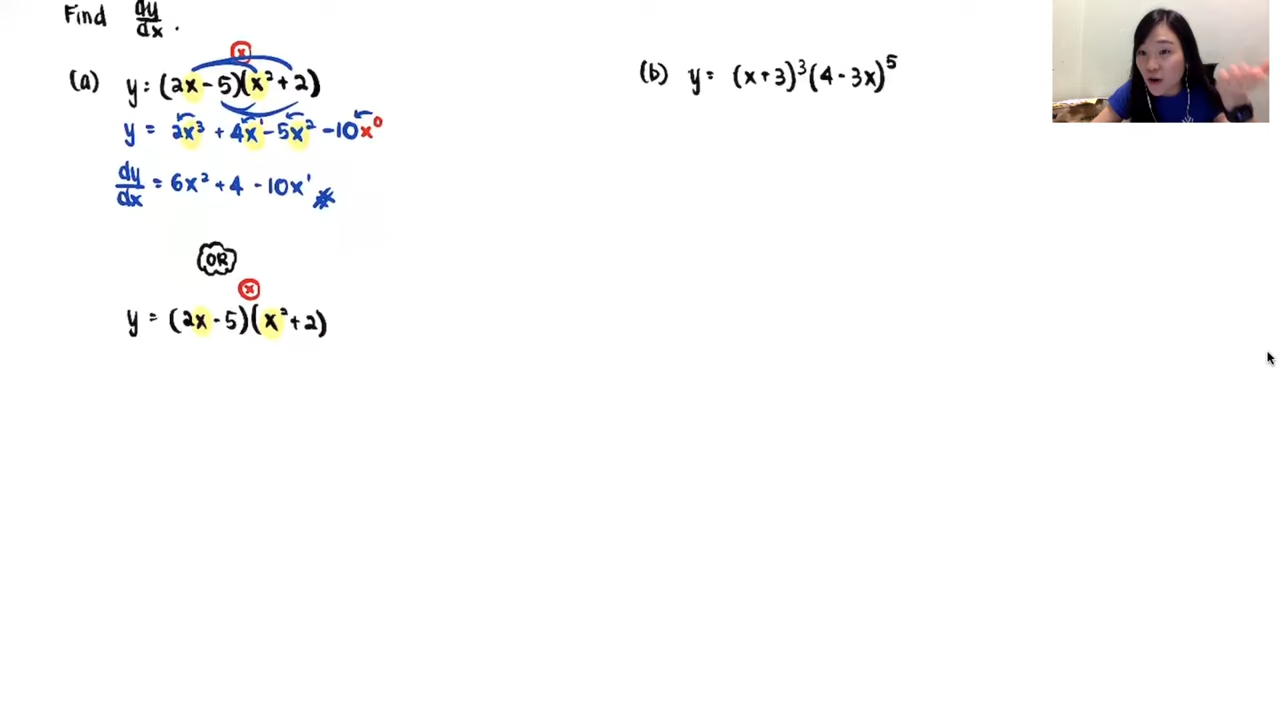 Find dy/dx.
(a) y = (2x - 5)(x² + 2)
x
y = 2x³ + 4x¹ - 5x² - 10x⁰
dy/dx = 6x² + 4 - 10x¹
OR
x
y = (2x - 5)(x² + 2)
(b) y = (x + 3)³(4 - 3x)⁵